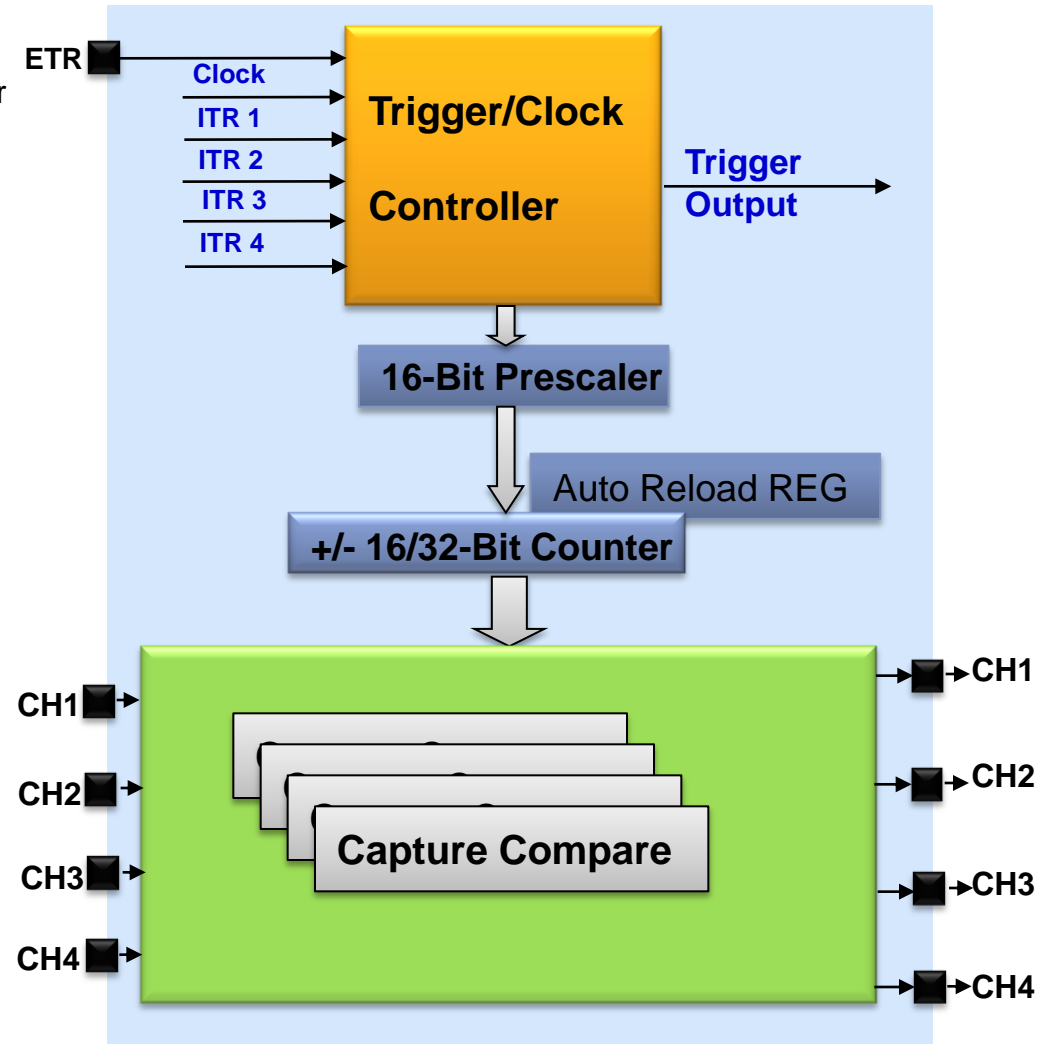 ETR
r
Clock
ITR 1
ITR 2
ITR 3
ITR 4
Trigger/Clock
Controller
Trigger
Output
16-Bit Prescaler
Auto Reload REG
+/- 16/32-Bit Counter
CH1
CH2
CH3
CH4
Capture Compare
CH1
CH2
CH3
CH4